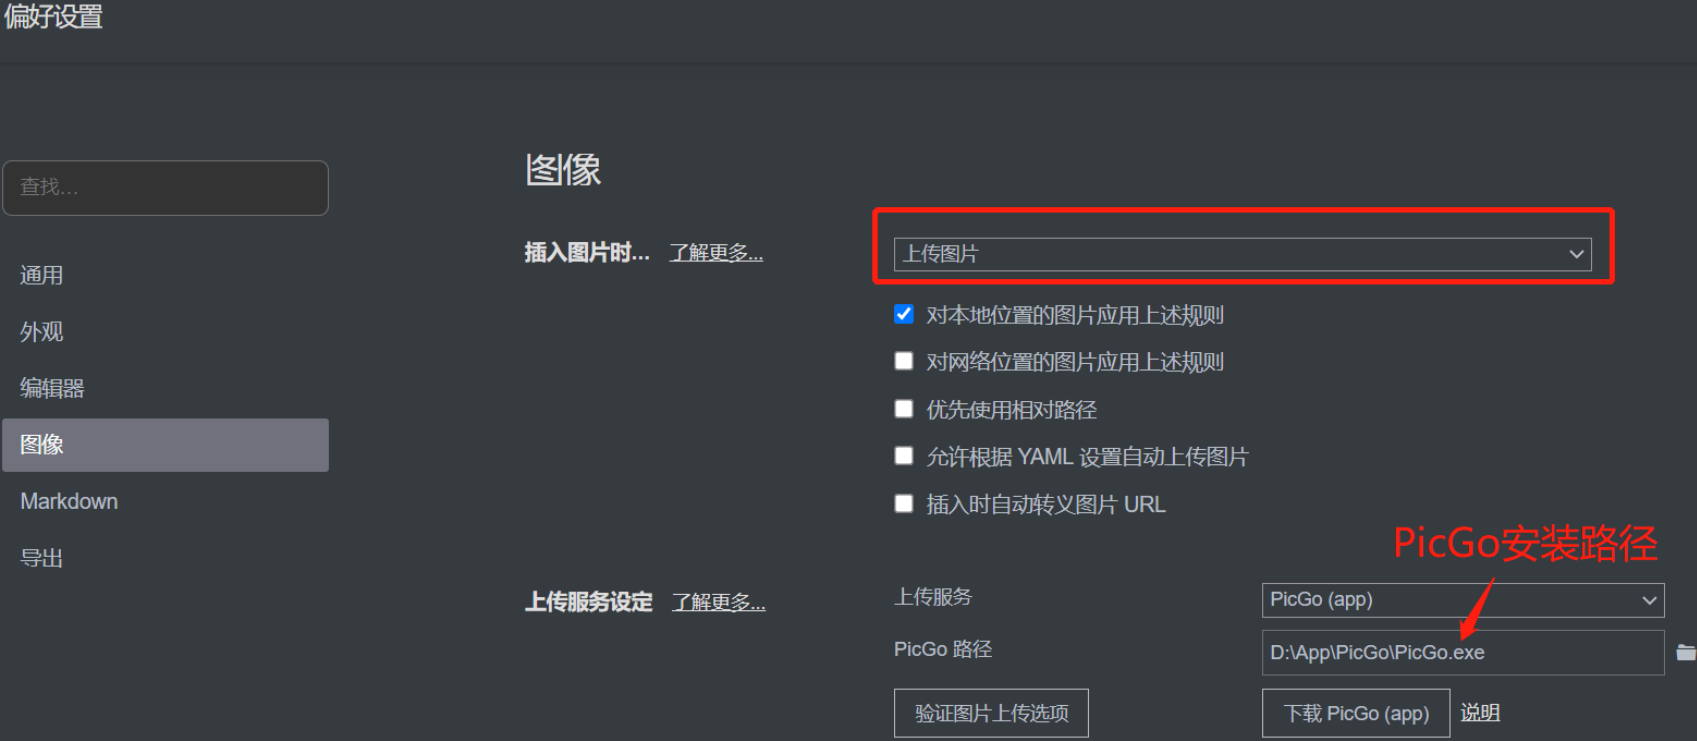 偏好设置
查找...
通用
外观
编辑器
图像
Markdown
导出
图像
插入图片时... 了解更多...
上传图片
对本地位置的图片应用上述规则
对网络位置的图片应用上述规则
优先使用相对路径
允许根据 YAML 设置自动上传图片
插入时自动转义图片 URL
PicGo安装路径
上传服务设定 了解更多...
上传服务 PicGo (app)
PicGo 路径 D:\App\PicGo\PicGo.exe
验证图片上传选项 下载 PicGo (app) 说明